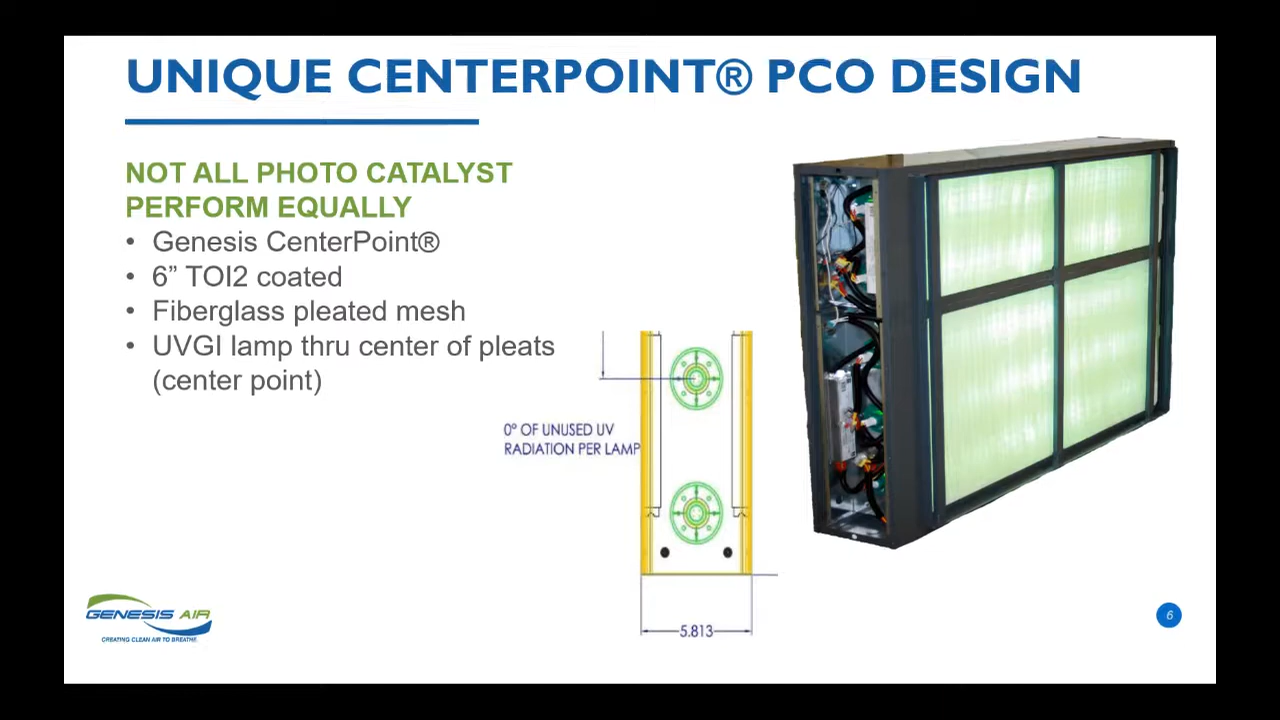 UNIQUE CENTERPOINT® PCO DESIGN
NOT ALL PHOTO CATALYST
PERFORM EQUALLY
• Genesis CenterPoint®
• 6” TOI2 coated
• Fiberglass pleated mesh
• UVGI lamp thru center of pleats
(center point)
0° OF UNUSED UV
RADIATION PER LAMP
5.813
GENESIS AIR
CREATING CLEAN AIR TO BREATHE.
6